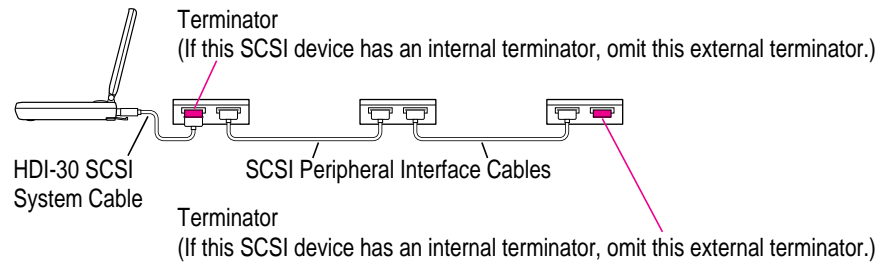 Terminator
(If this SCSI device has an internal terminator, omit this external terminator.)
HDI-30 SCSI
System Cable
SCSI Peripheral Interface Cables
Terminator
(If this SCSI device has an internal terminator, omit this external terminator.)